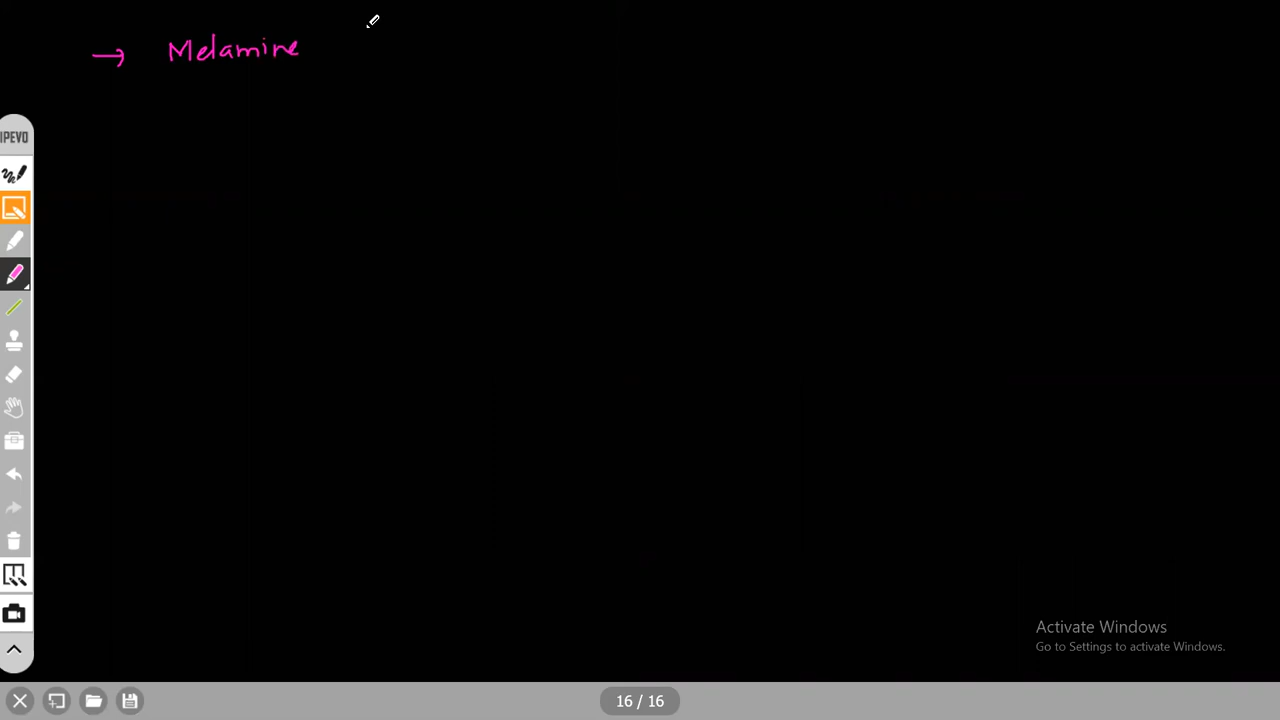 → Melamine
IPEVO
Activate Windows
Go to Settings to activate Windows.
16 / 16